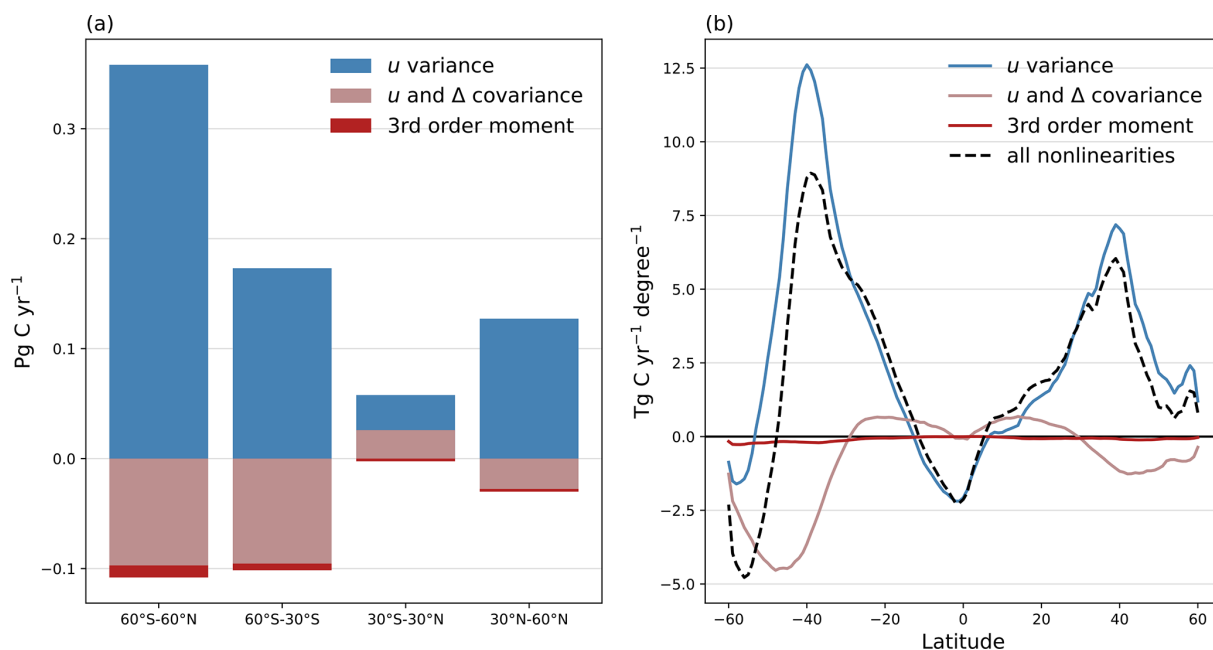 (a)
Pg C yr⁻¹
0.3
0.2
0.1
0.0
−0.1
u variance
u and Δ covariance
3rd order moment
60°S-60°N
60°S-30°S
30°S-30°N
30°N-60°N
(b)
Tg C yr⁻¹ degree⁻¹
12.5
10.0
7.5
5.0
2.5
0.0
−2.5
−5.0
u variance
u and Δ covariance
3rd order moment
all nonlinearities
−60
−40
−20
0
20
40
60
Latitude